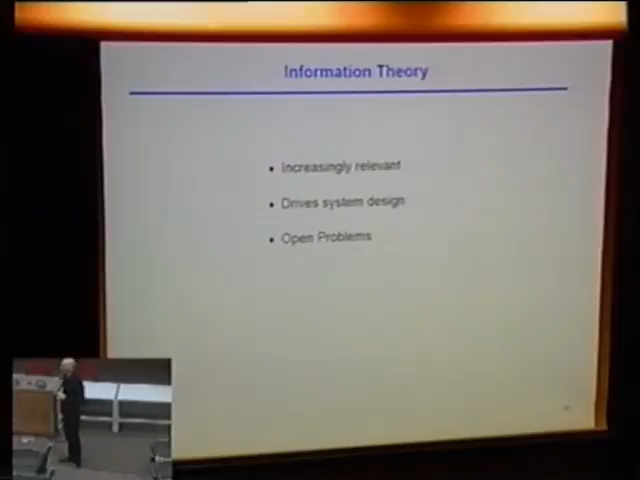 Information Theory
• Increasingly relevant
• Drives system design
• Open Problems